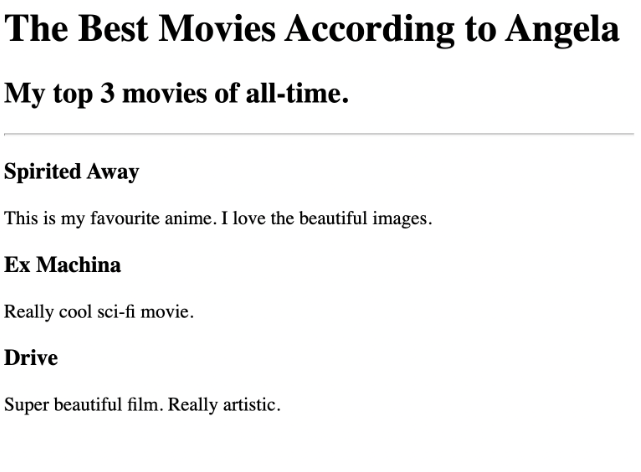 The Best Movies According to Angela
My top 3 movies of all-time.
Spirited Away
This is my favourite anime. I love the beautiful images.
Ex Machina
Really cool sci-fi movie.
Drive
Super beautiful film. Really artistic.